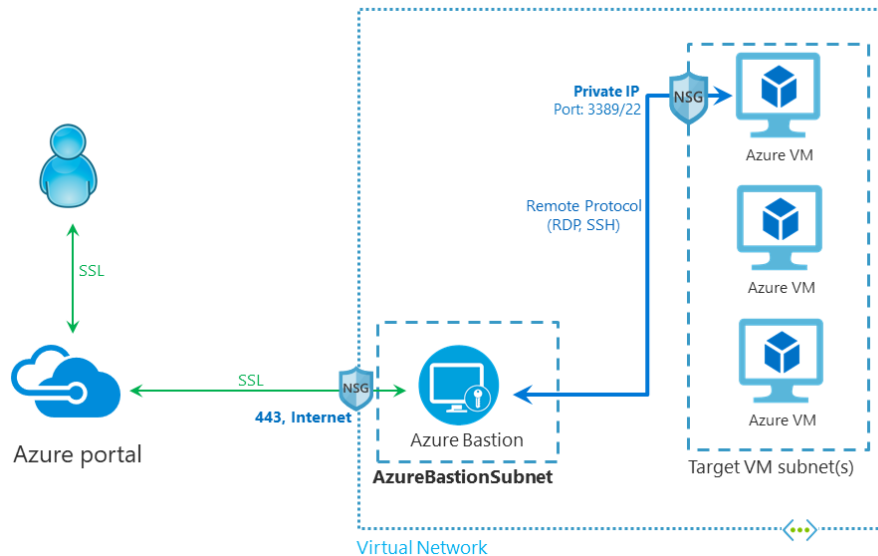 Private IP
Port: 3389/22
NSG
Azure VM
Remote Protocol
(RDP, SSH)
Azure VM
SSL
SSL
NSG
443, Internet
Azure Bastion
Azure VM
Azure portal
AzureBastionSubnet
Target VM subnet(s)
Virtual Network